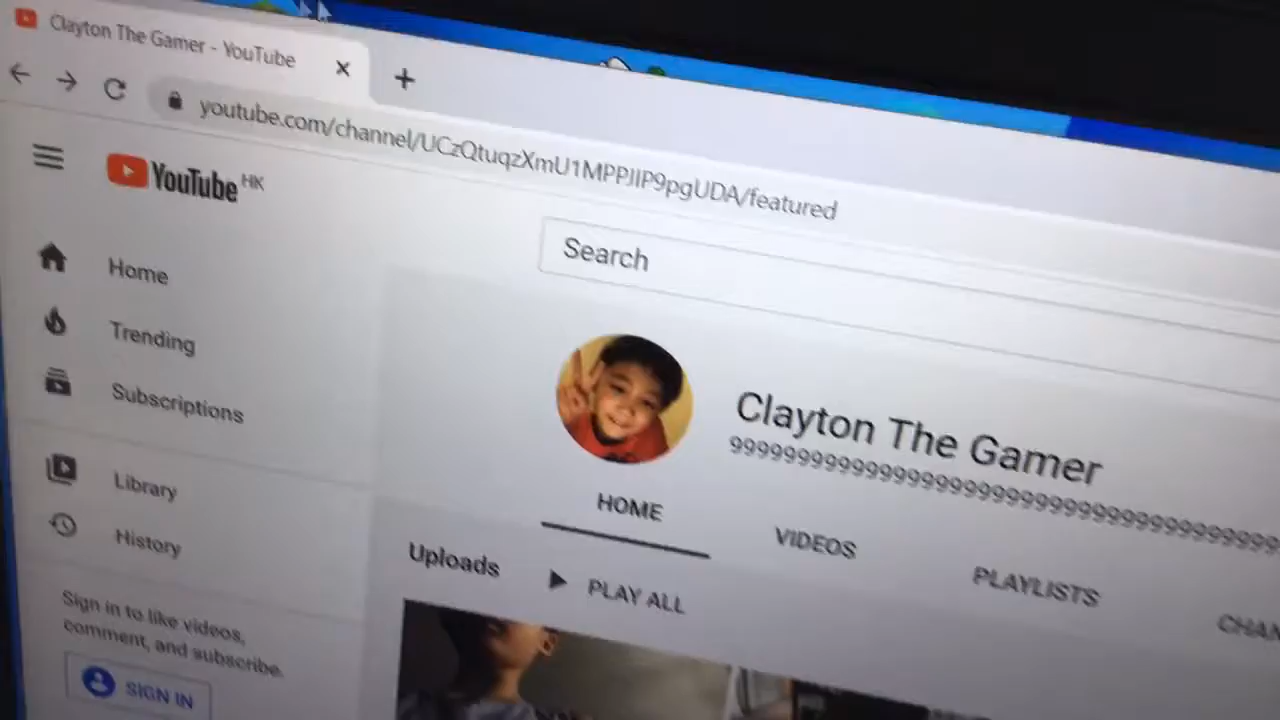 Clayton The Gamer - YouTube
youtube.com/channel/UCzQtuqzXmU1MPPJIP9pgUDA/featured
YouTube HK
Search
Home
Trending
Subscriptions
Library
History
Sign in to like videos,
comment, and subscribe.
SIGN IN
Clayton The Gamer
HOME
VIDEOS
PLAYLISTS
CHAN
Uploads
PLAY ALL